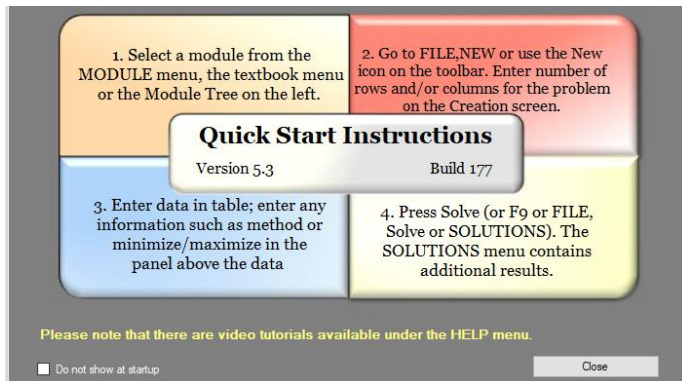 1. Select a module from the
MODULE menu, the textbook menu
or the Module Tree on the left.
2. Go to FILE,NEW or use the New
icon on the toolbar. Enter number of
rows and/or columns for the problem
on the Creation screen.
Quick Start Instructions
Version 5.3
Build 177
3. Enter data in table; enter any
information such as method or
minimize/maximize in the
panel above the data
4. Press Solve (or F9 or FILE,
Solve or SOLUTIONS). The
SOLUTIONS menu contains
additional results.
Please note that there are video tutorials available under the HELP menu.
Do not show at startup
Close